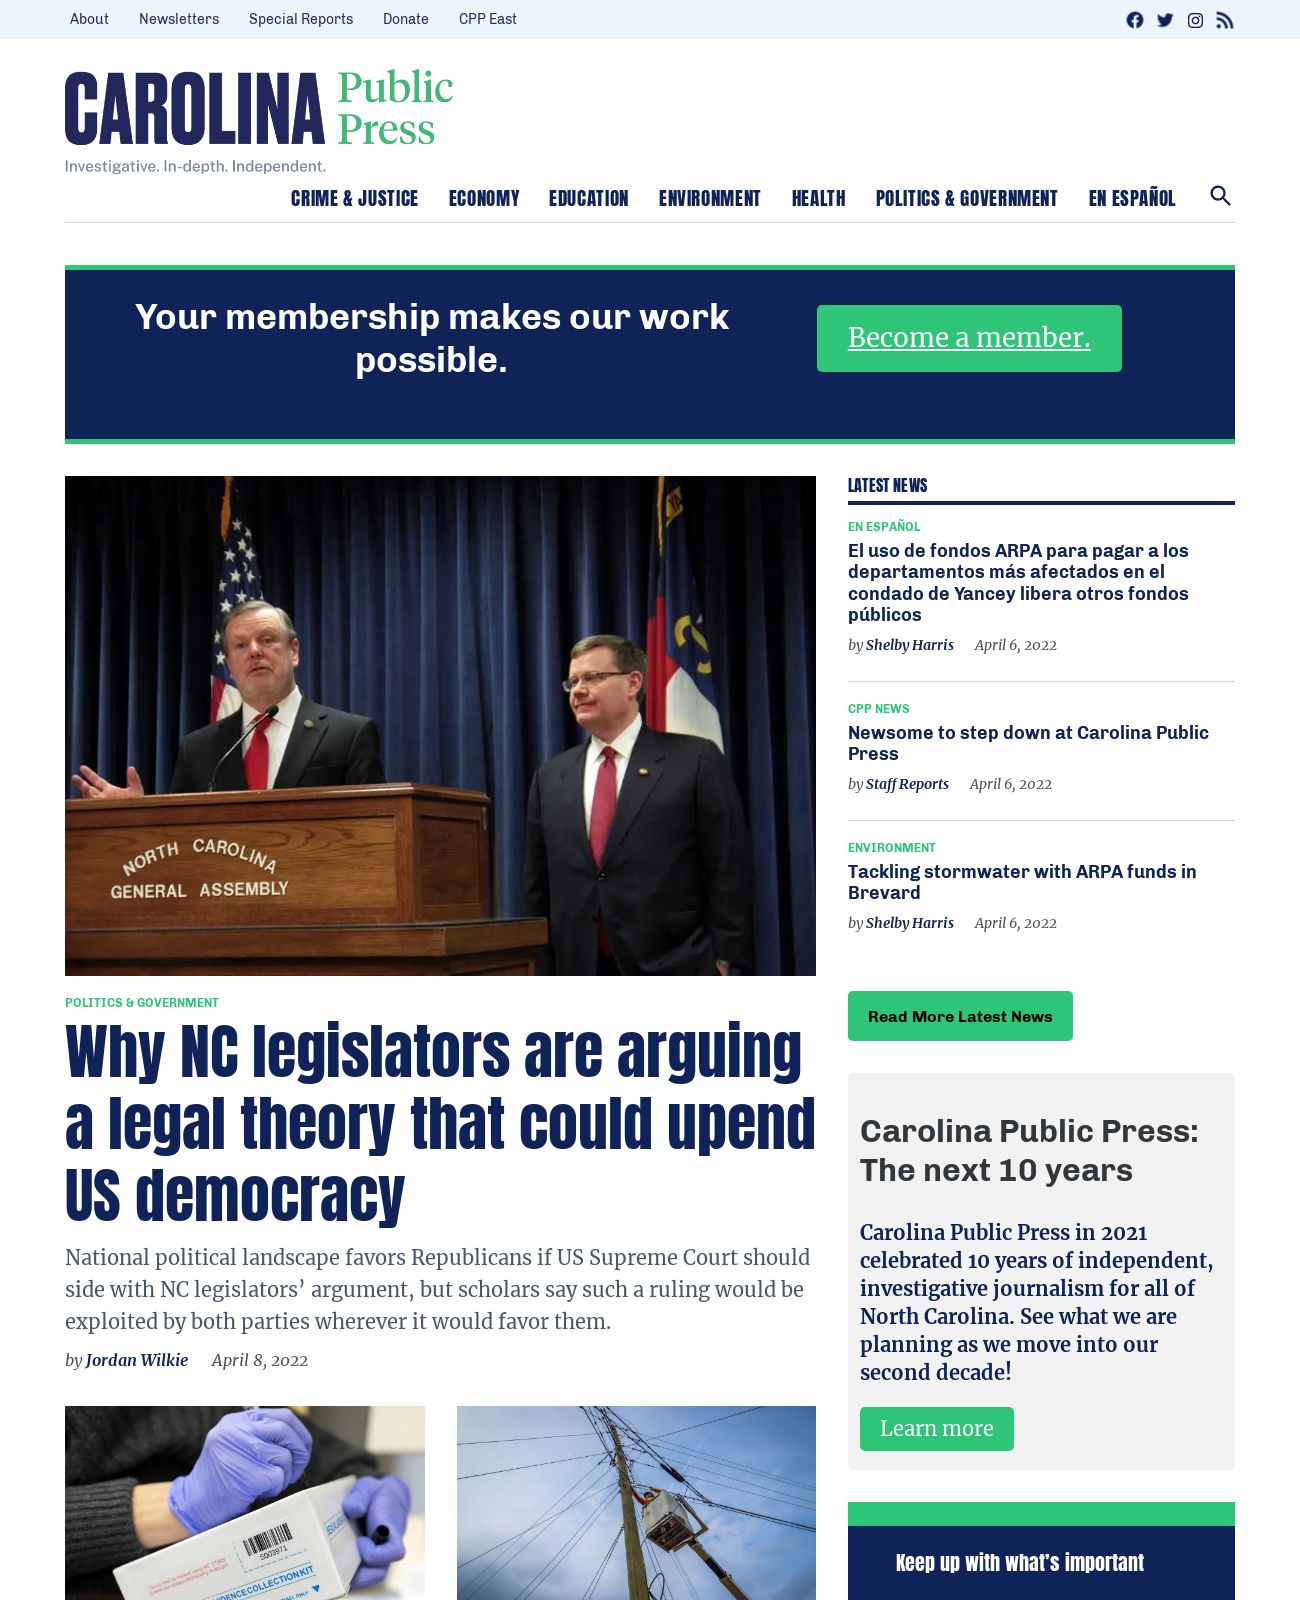 About Newsletters Special Reports Donate CPP East
CAROLINA Public Press
Investigative. In-depth. Independent.
CRIME & JUSTICE ECONOMY EDUCATION ENVIRONMENT HEALTH POLITICS & GOVERNMENT EN ESPAÑOL
Your membership makes our work
possible.
Become a member.
NORTH CAROLINA
GENERAL ASSEMBLY
POLITICS & GOVERNMENT
Why NC legislators are arguing
a legal theory that could upend
US democracy
National political landscape favors Republicans if US Supreme Court should
side with NC legislators’ argument, but scholars say such a ruling would be
exploited by both parties wherever it would favor them.
by Jordan Wilkie April 8, 2022
S003971
DENCE COLLECTION KIT
LATEST NEWS
EN ESPAÑOL
El uso de fondos ARPA para pagar a los
departamentos más afectados en el
condado de Yancey libera otros fondos
públicos
by Shelby Harris April 6, 2022
CPP NEWS
Newsome to step down at Carolina Public
Press
by Staff Reports April 6, 2022
ENVIRONMENT
Tackling stormwater with ARPA funds in
Brevard
by Shelby Harris April 6, 2022
Read More Latest News
Carolina Public Press:
The next 10 years
Carolina Public Press in 2021
celebrated 10 years of independent,
investigative journalism for all of
North Carolina. See what we are
planning as we move into our
second decade!
Learn more
Keep up with what’s important